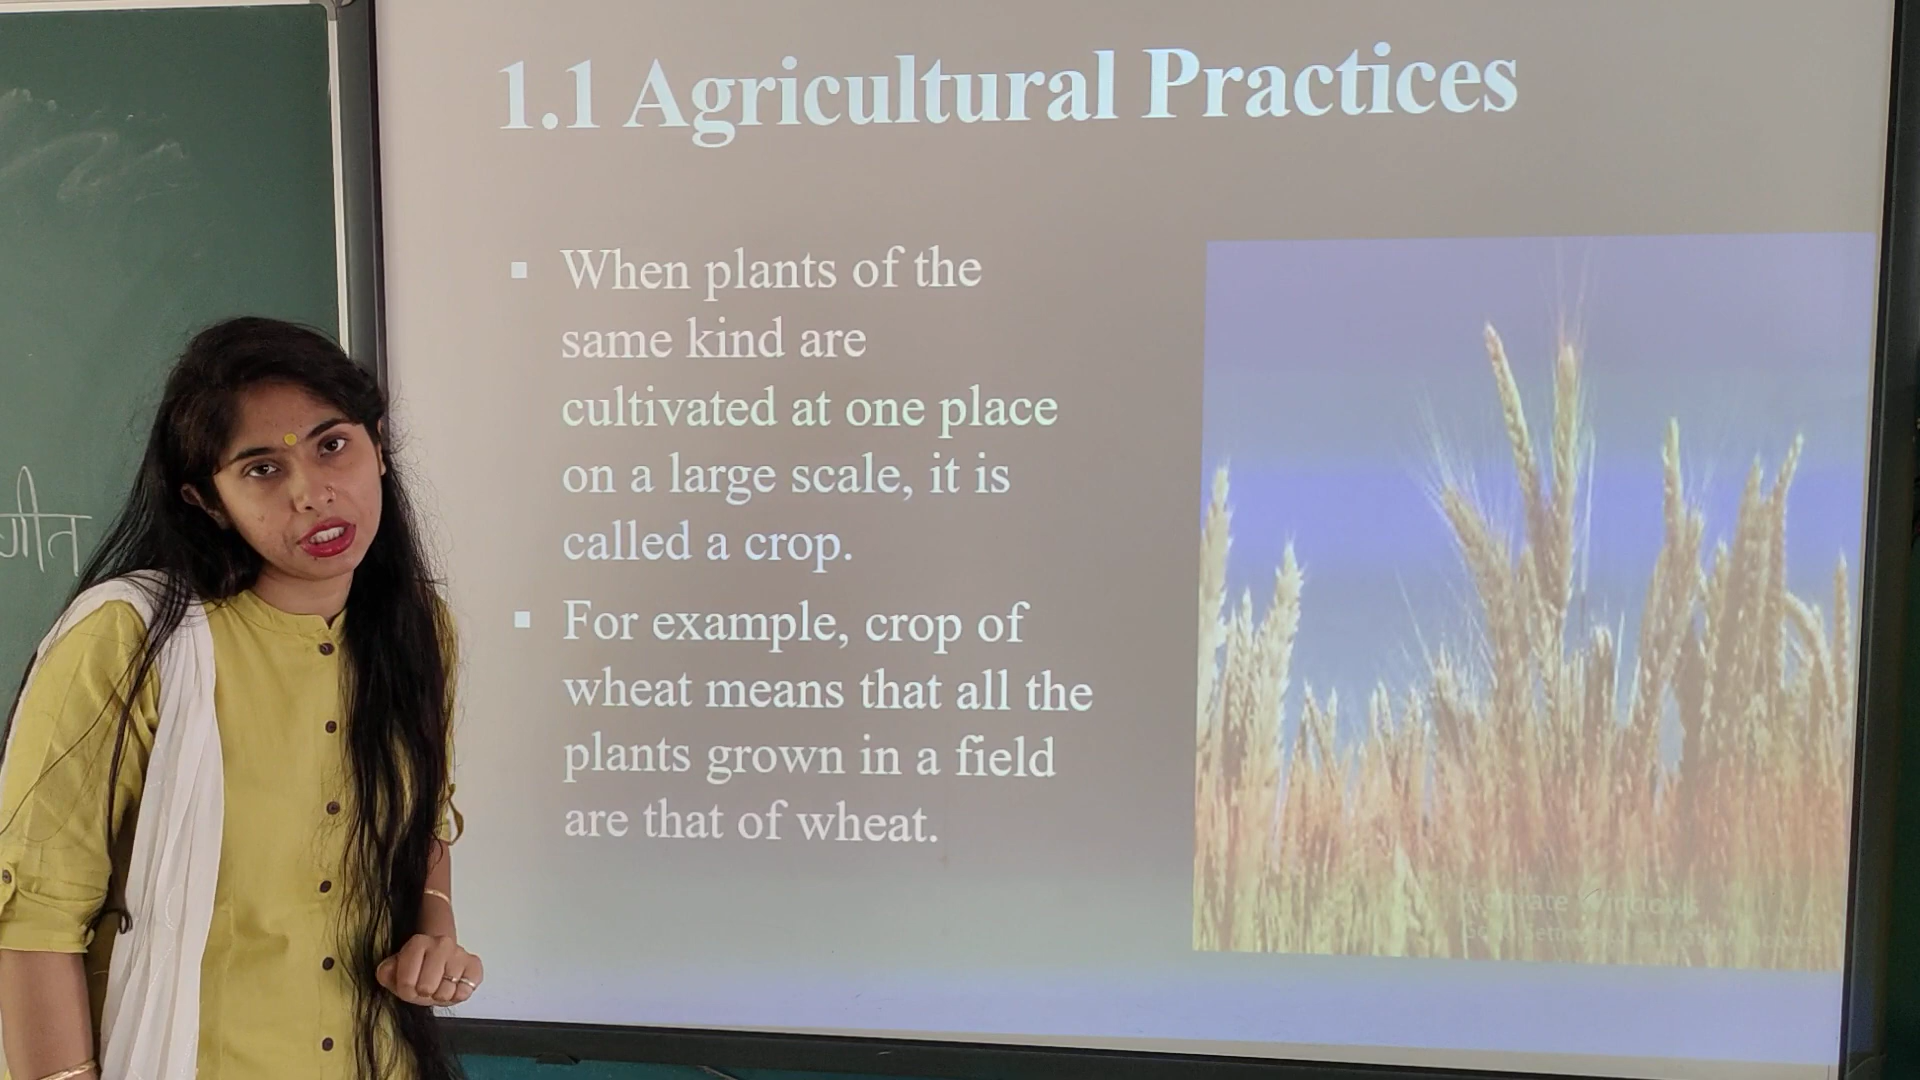 1.1 Agricultural Practices
▪ When plants of the
same kind are
cultivated at one place
on a large scale, it is
called a crop.
▪ For example, crop of
wheat means that all the
plants grown in a field
are that of wheat.
Activate Windows
गीत